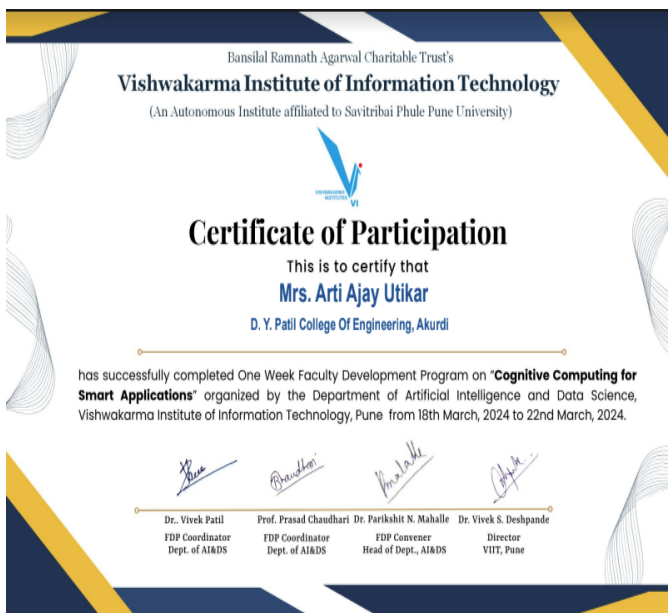 Bansilal Ramnath Agarwal Charitable Trust's
Vishwakarma Institute of Information Technology
(An Autonomous Institute affiliated to Savitribai Phule Pune University)
VISHWAKARMA
INSTITUTES
VI
Certificate of Participation
This is to certify that
Mrs. Arti Ajay Utikar
D. Y. Patil College Of Engineering, Akurdi
has successfully completed One Week Faculty Development Program on "Cognitive Computing for
Smart Applications" organized by the Department of Artificial Intelligence and Data Science,
Vishwakarma Institute of Information Technology, Pune from 18th March, 2024 to 22nd March, 2024.
Dr.. Vivek Patil Prof. Prasad Chaudhari Dr. Parikshit N. Mahalle Dr. Vivek S. Deshpande
FDP Coordinator FDP Coordinator FDP Convener Director
Dept. of AI&DS Dept. of AI&DS Head of Dept., AI&DS VIIT, Pune